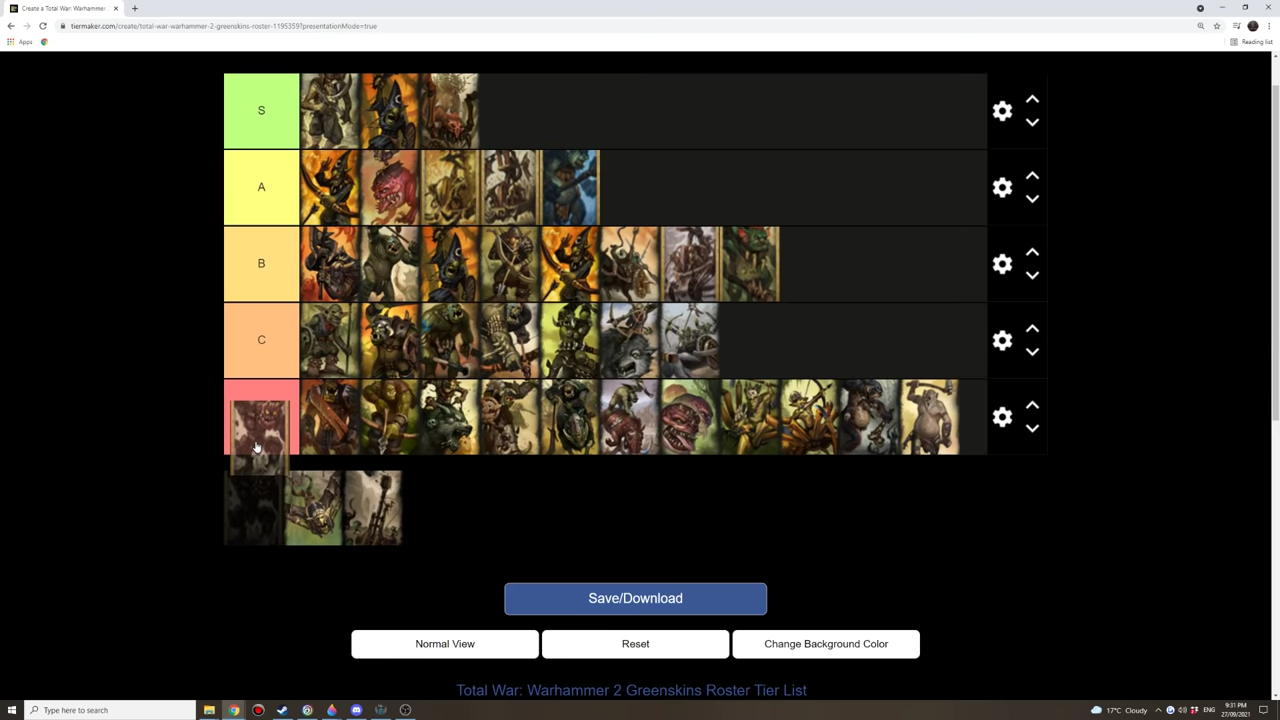 Create a Total War: Warhammer
tiermaker.com/create/total-war-warhammer-2-greenskins-roster-1195359?presentationMode=true
Apps
Reading list
S
A
B
C
Save/Download
Normal View
Reset
Change Background Color
Total War: Warhammer 2 Greenskins Roster Tier List
Type here to search
17°C Cloudy
ENG
9:31 PM
27/09/2021